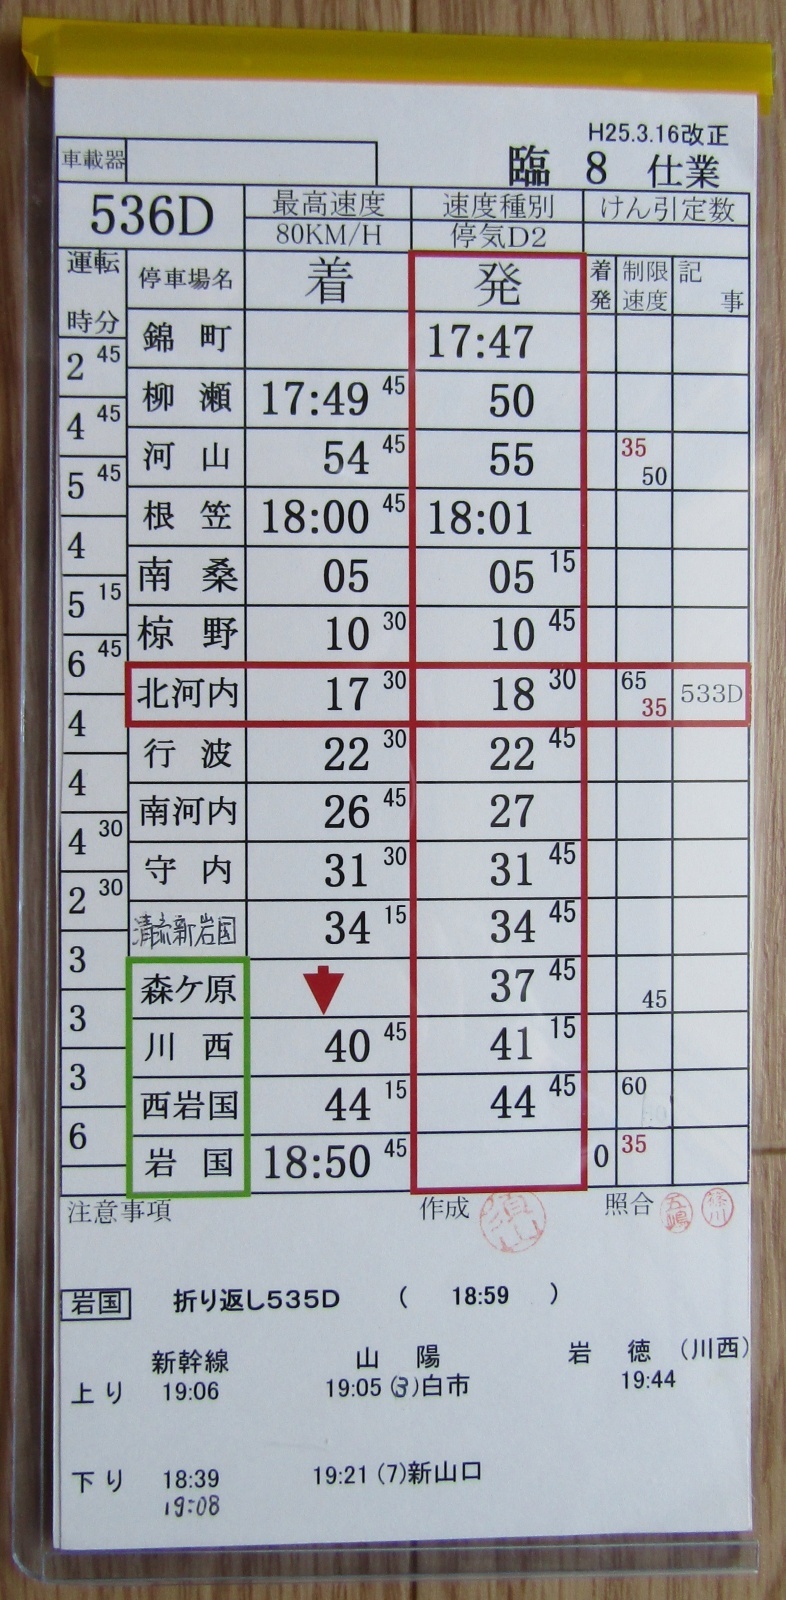 H25.3.16改正
車載器 臨 8 仕業
536D 最高速度 速度種別 けん引定数
80KM/H 停気D2
運転時分 停車場名 着 発 着発 制限速度 記事
錦町 17:47
2 45
柳瀬 17:49 45 50
4 45
河山 54 45 55 35 50
5 45
根笠 18:00 45 18:01
4
南桑 05 05 15
5 15
椋野 10 30 10 45
6 45
北河内 17 30 18 30 65 35 533D
4
行波 22 30 22 45
4
南河内 26 45 27
4 30
守内 31 30 31 45
2 30
清流新岩国 34 15 34 45
3
森ケ原 37 45 45
3
川西 40 45 41 15
3
西岩国 44 15 44 45 60
6
岩国 18:50 45 0 35
注意事項 作成 照合
岩国 折り返し535D ( 18:59 )
新幹線 山陽 岩徳 (川西)
上り 19:06 19:05 (3)白市 19:44
下り 18:39 19:21 (7)新山口
19:08